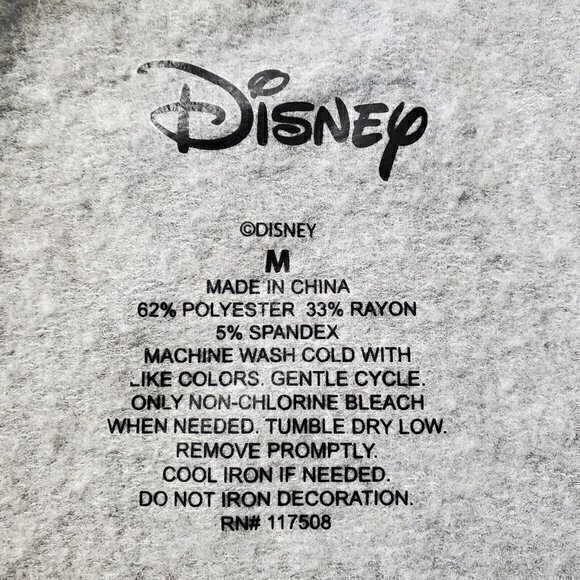 Disney
©DISNEY
M
MADE IN CHINA
62% POLYESTER 33% RAYON
5% SPANDEX
MACHINE WASH COLD WITH
LIKE COLORS. GENTLE CYCLE.
ONLY NON-CHLORINE BLEACH
WHEN NEEDED. TUMBLE DRY LOW.
REMOVE PROMPTLY.
COOL IRON IF NEEDED.
DO NOT IRON DECORATION.
RN# 117508